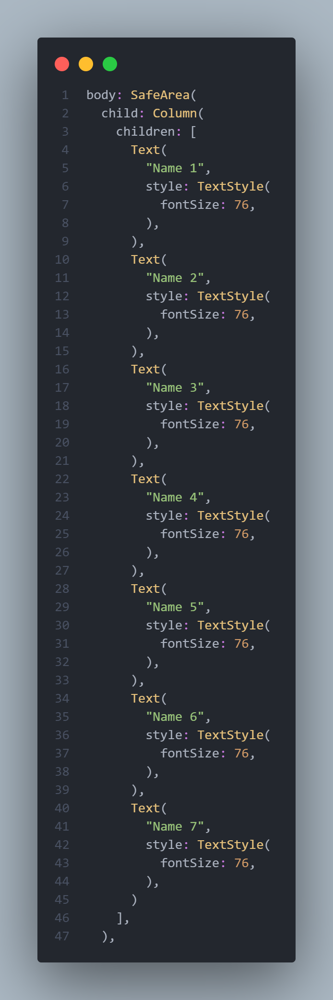 1 body: SafeArea(
2   child: Column(
3     children: [
4       Text(
5         "Name 1",
6         style: TextStyle(
7           fontSize: 76,
8         ),
9       ),
10       Text(
11         "Name 2",
12         style: TextStyle(
13           fontSize: 76,
14         ),
15       ),
16       Text(
17         "Name 3",
18         style: TextStyle(
19           fontSize: 76,
20         ),
21       ),
22       Text(
23         "Name 4",
24         style: TextStyle(
25           fontSize: 76,
26         ),
27       ),
28       Text(
29         "Name 5",
30         style: TextStyle(
31           fontSize: 76,
32         ),
33       ),
34       Text(
35         "Name 6",
36         style: TextStyle(
37           fontSize: 76,
38         ),
39       ),
40       Text(
41         "Name 7",
42         style: TextStyle(
43           fontSize: 76,
44         ),
45       )
46     ],
47   ),